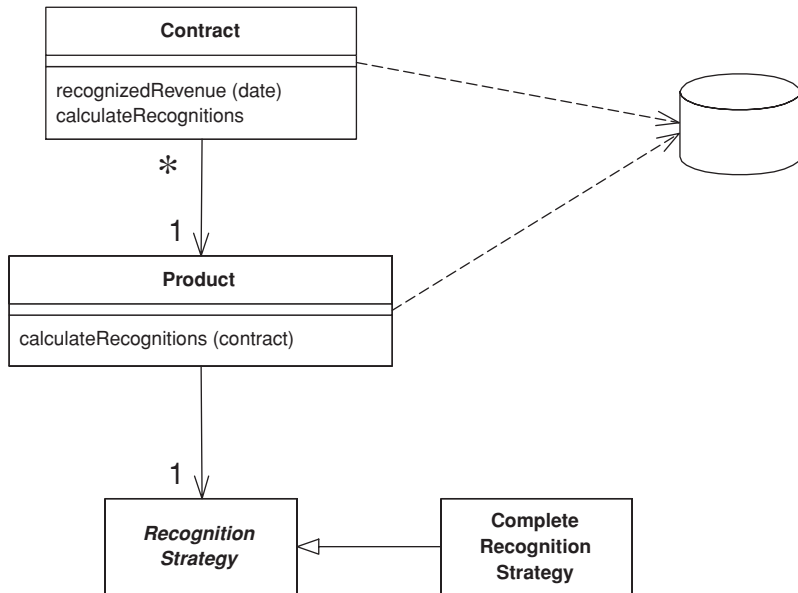 Contract
recognizedRevenue (date)
calculateRecognitions
*
1
Product
calculateRecognitions (contract)
1
Recognition
Strategy
Complete
Recognition
Strategy